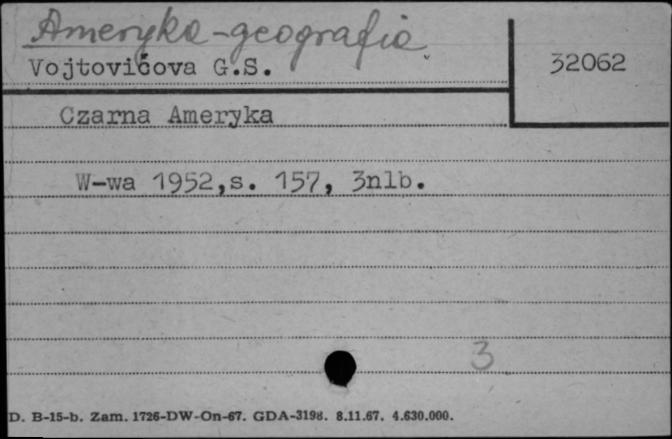 Ameryka-geografia
Vojtovićova G.S.
32062
Czarna Ameryka
W-wa 1952,s. 157, 3nlb.
3
D. B-15-b. Zam. 1726-DW-On-67. GDA-3198. 8.11.67. 4.630.000.